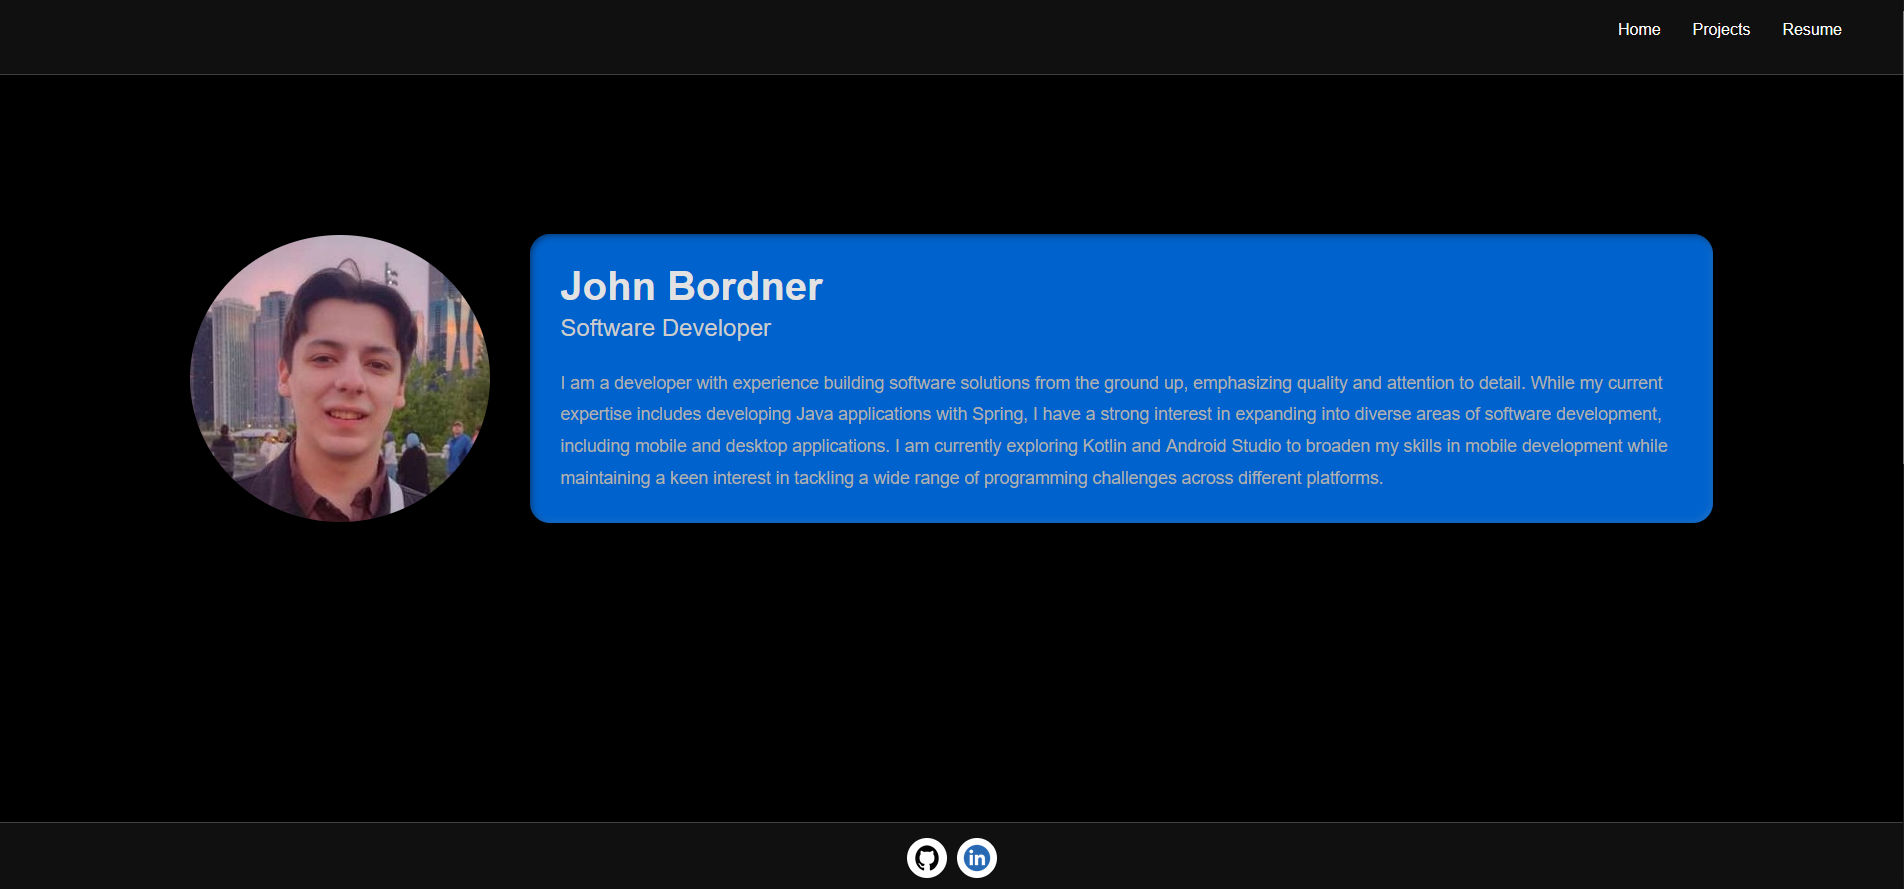 Home Projects Resume
John Bordner
Software Developer
I am a developer with experience building software solutions from the ground up, emphasizing quality and attention to detail. While my current
expertise includes developing Java applications with Spring, I have a strong interest in expanding into diverse areas of software development,
including mobile and desktop applications. I am currently exploring Kotlin and Android Studio to broaden my skills in mobile development while
maintaining a keen interest in tackling a wide range of programming challenges across different platforms.
in